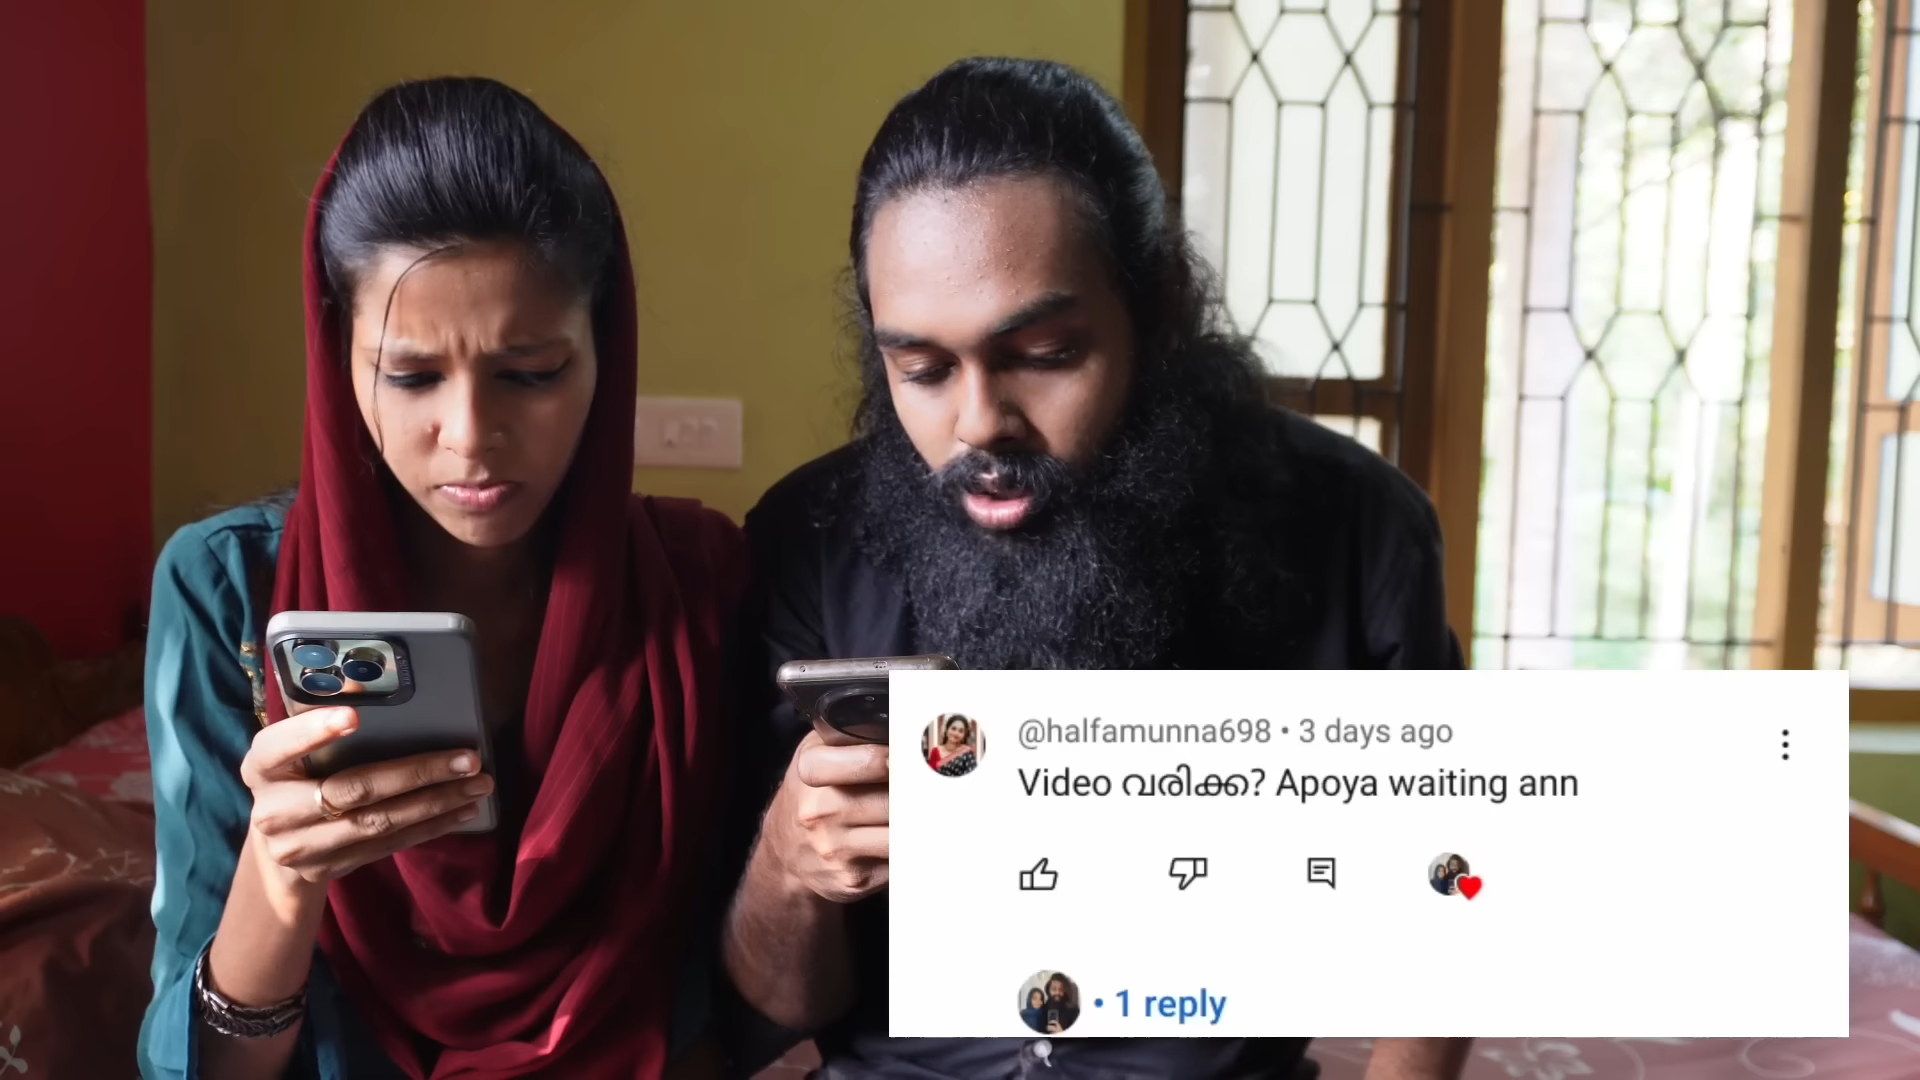 @halfamunna698 • 3 days ago
Video വരിക്ക? Apoya waiting ann
• 1 reply